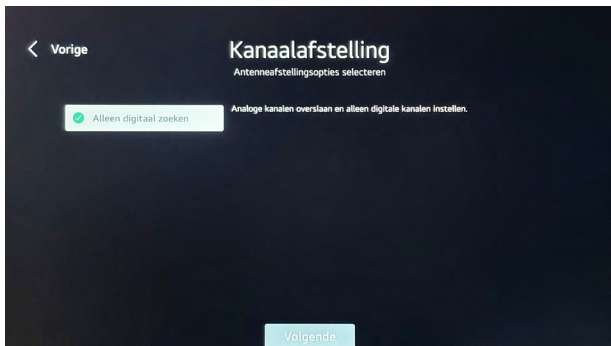 Vorige
Kanaalafstelling
Antenneafstellingsopties selecteren
Alleen digitaal zoeken
Analoge kanalen overslaan en alleen digitale kanalen instellen.
Volgende